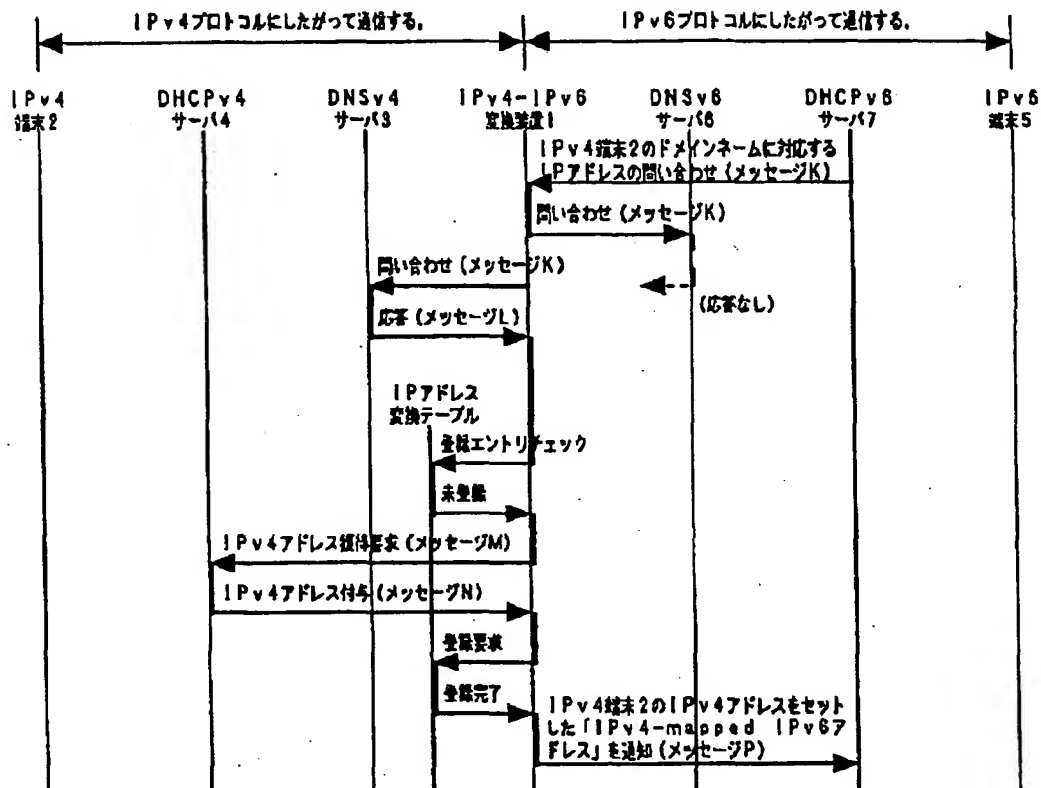 IPv4プロトコルにしたがって通信する。
IPv6プロトコルにしたがって通信する。
IPv4
端末2
DHCPv4
サーバ4
DNSv4
サーバ3
IPv4-IPv6
変換装置1
DNSv6
サーバ6
DHCPv6
サーバ7
IPv6
端末5
IPv4端末2のドメインネームに対応する
IPアドレスの問い合わせ(メッセージK)
問い合わせ(メッセージK)
問い合わせ(メッセージK)
(応答なし)
応答(メッセージL)
IPアドレス
変換テーブル
登録エントリチェック
未登録
IPv4アドレス獲得要求(メッセージM)
IPv4アドレス付与(メッセージN)
登録要求
登録完了
IPv4端末2のIPv4アドレスをセット
した「IPv4-mapped IPv6ア
ドレス」を通知(メッセージP)